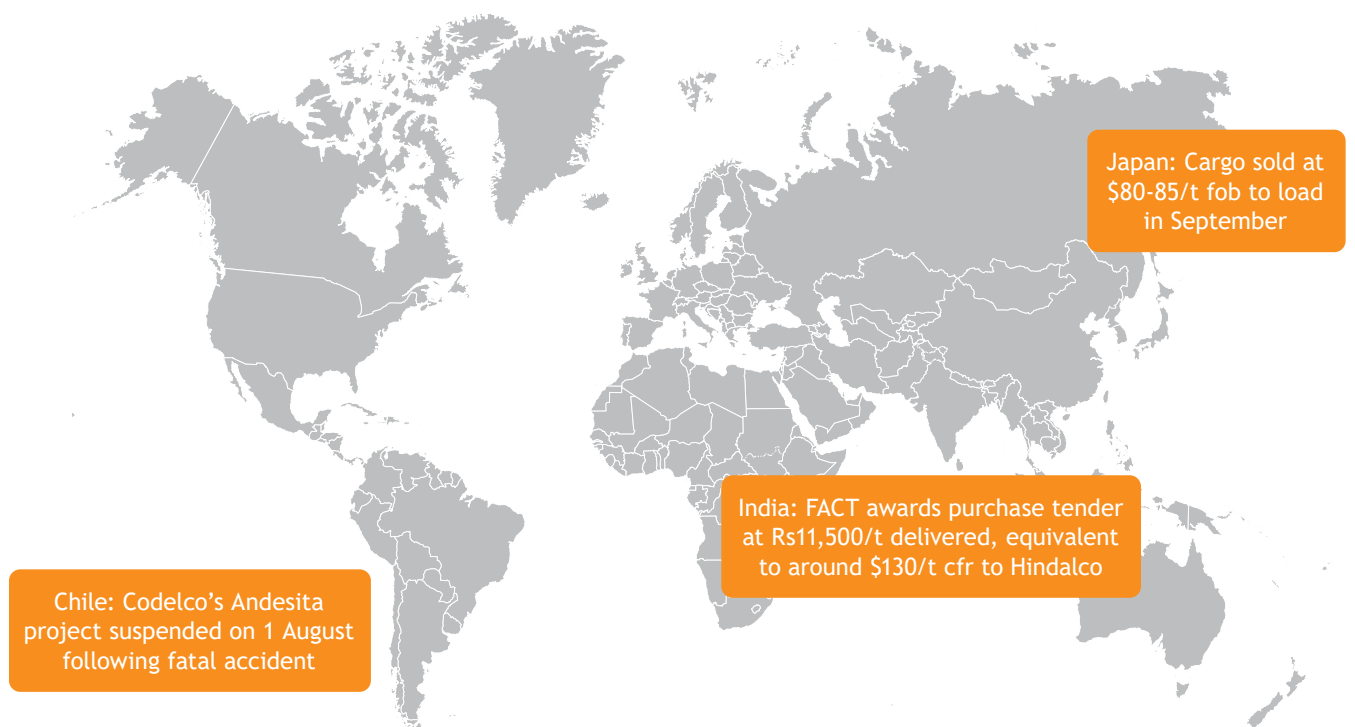 Japan: Cargo sold at
$80-85/t fob to load
in September
India: FACT awards purchase tender
at Rs11,500/t delivered, equivalent
to around $130/t cfr to Hindalco
Chile: Codelco’s Andesita
project suspended on 1 August
following fatal accident